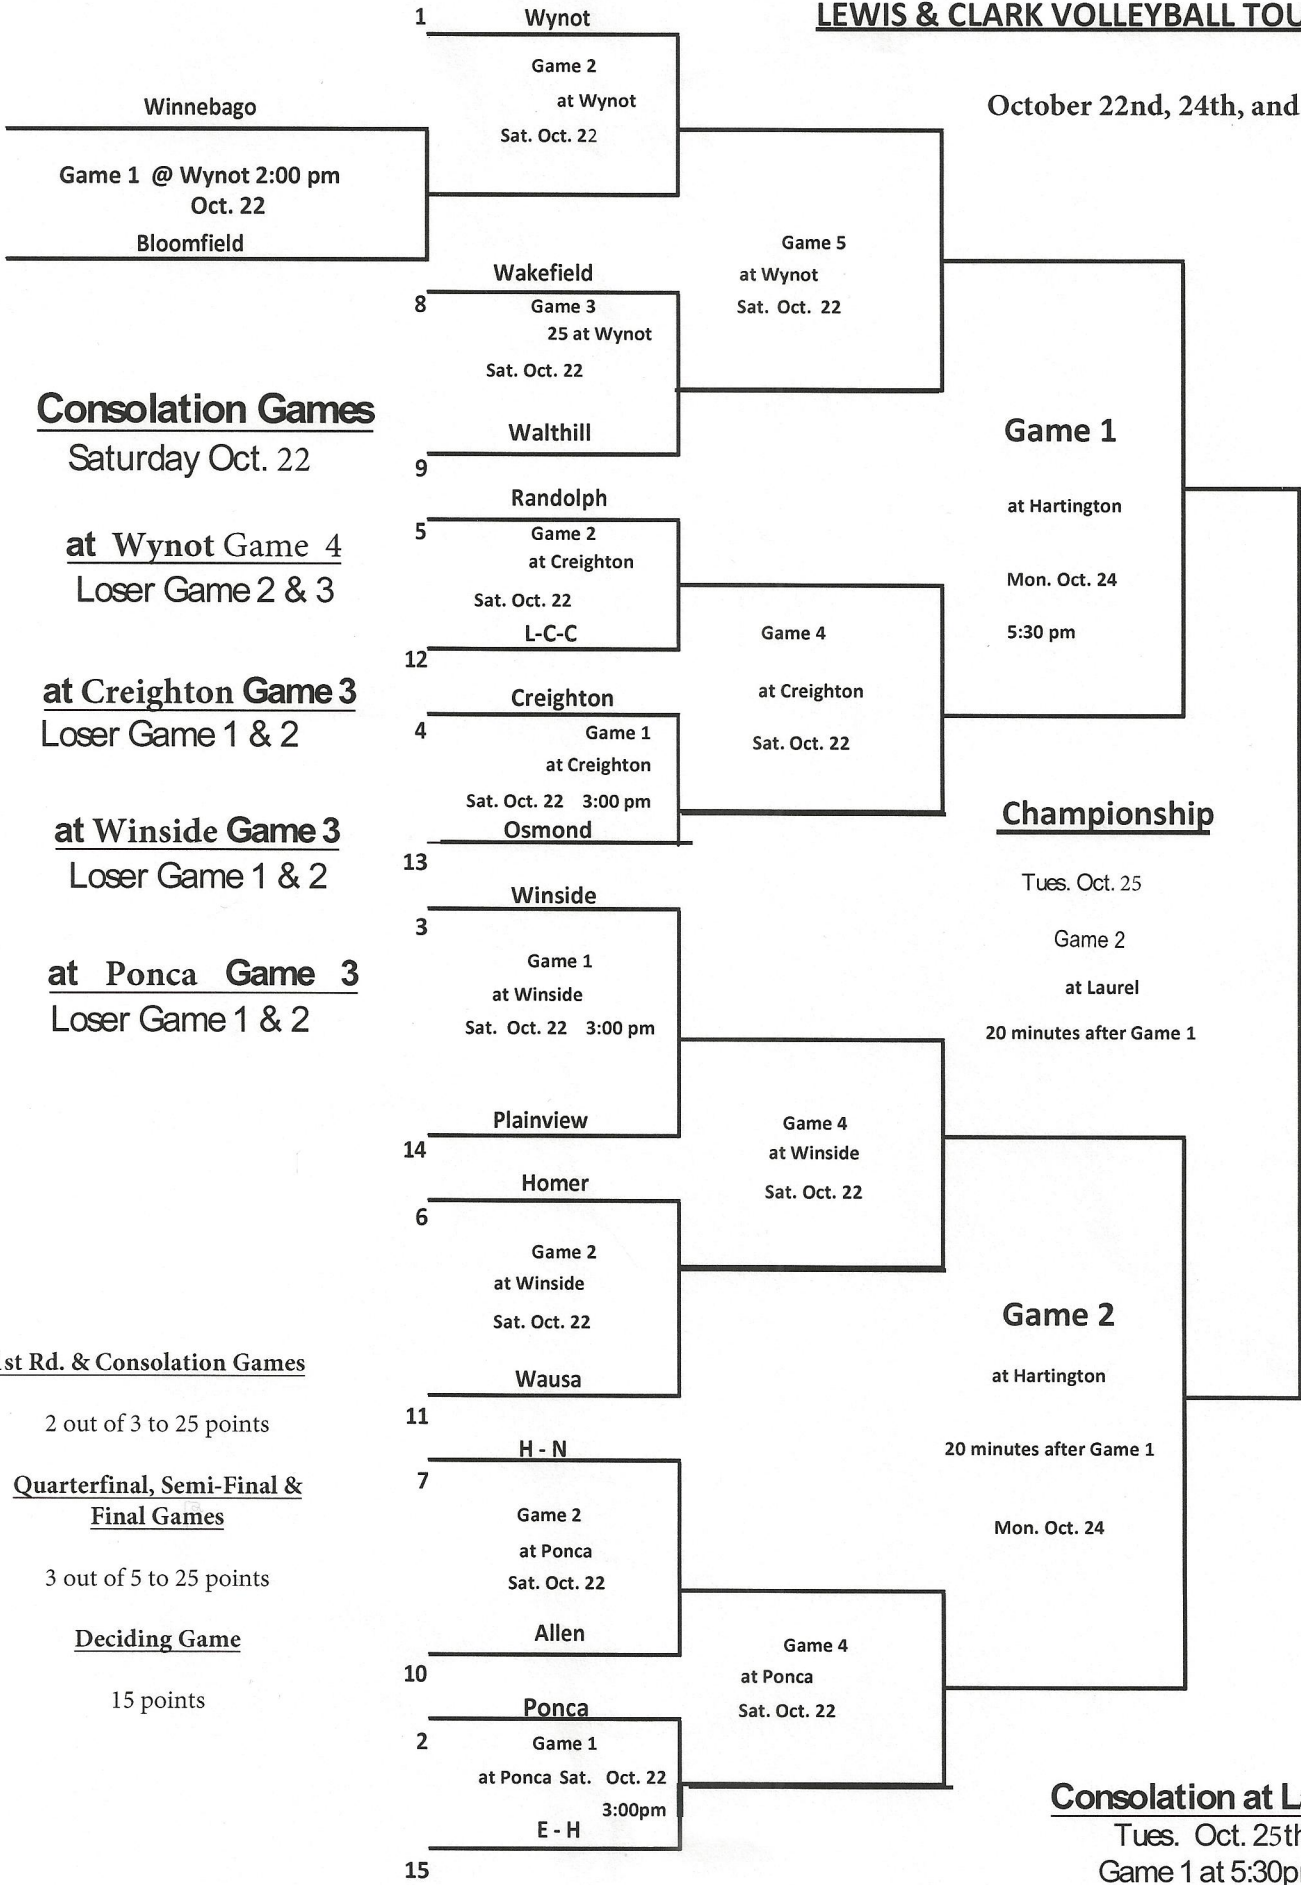 LEWIS & CLARK VOLLEYBALL TOU
October 22nd, 24th, and
1
Wynot
Game 2
at Wynot
Sat. Oct. 22
Winnebago
Game 1 @ Wynot 2:00 pm
Oct. 22
Bloomfield
Game 5
at Wynot
Sat. Oct. 22
Wakefield
8
Game 3
25 at Wynot
Sat. Oct. 22
Walthill
9
Consolation Games
Saturday Oct. 22
at Wynot Game 4
Loser Game 2 & 3
at Creighton Game 3
Loser Game 1 & 2
at Winside Game 3
Loser Game 1 & 2
at Ponca Game 3
Loser Game 1 & 2
Game 1
at Hartington
Mon. Oct. 24
5:30 pm
Randolph
5
Game 2
at Creighton
Sat. Oct. 22
L-C-C
12
Game 4
at Creighton
Sat. Oct. 22
Creighton
4
Game 1
at Creighton
Sat. Oct. 22 3:00 pm
Osmond
13
Championship
Tues. Oct. 25
Game 2
at Laurel
20 minutes after Game 1
Winside
3
Game 1
at Winside
Sat. Oct. 22 3:00 pm
Plainview
14
Game 4
at Winside
Sat. Oct. 22
Homer
6
Game 2
at Winside
Sat. Oct. 22
Wausa
11
Game 2
at Hartington
20 minutes after Game 1
Mon. Oct. 24
st Rd. & Consolation Games
2 out of 3 to 25 points
Quarterfinal, Semi-Final &
Final Games
3 out of 5 to 25 points
Deciding Game
15 points
H - N
7
Game 2
at Ponca
Sat. Oct. 22
Allen
10
Game 4
at Ponca
Sat. Oct. 22
Ponca
2
Game 1
at Ponca Sat. Oct. 22
3:00pm
E - H
15
Consolation at L
Tues. Oct. 25th
Game 1 at 5:30p